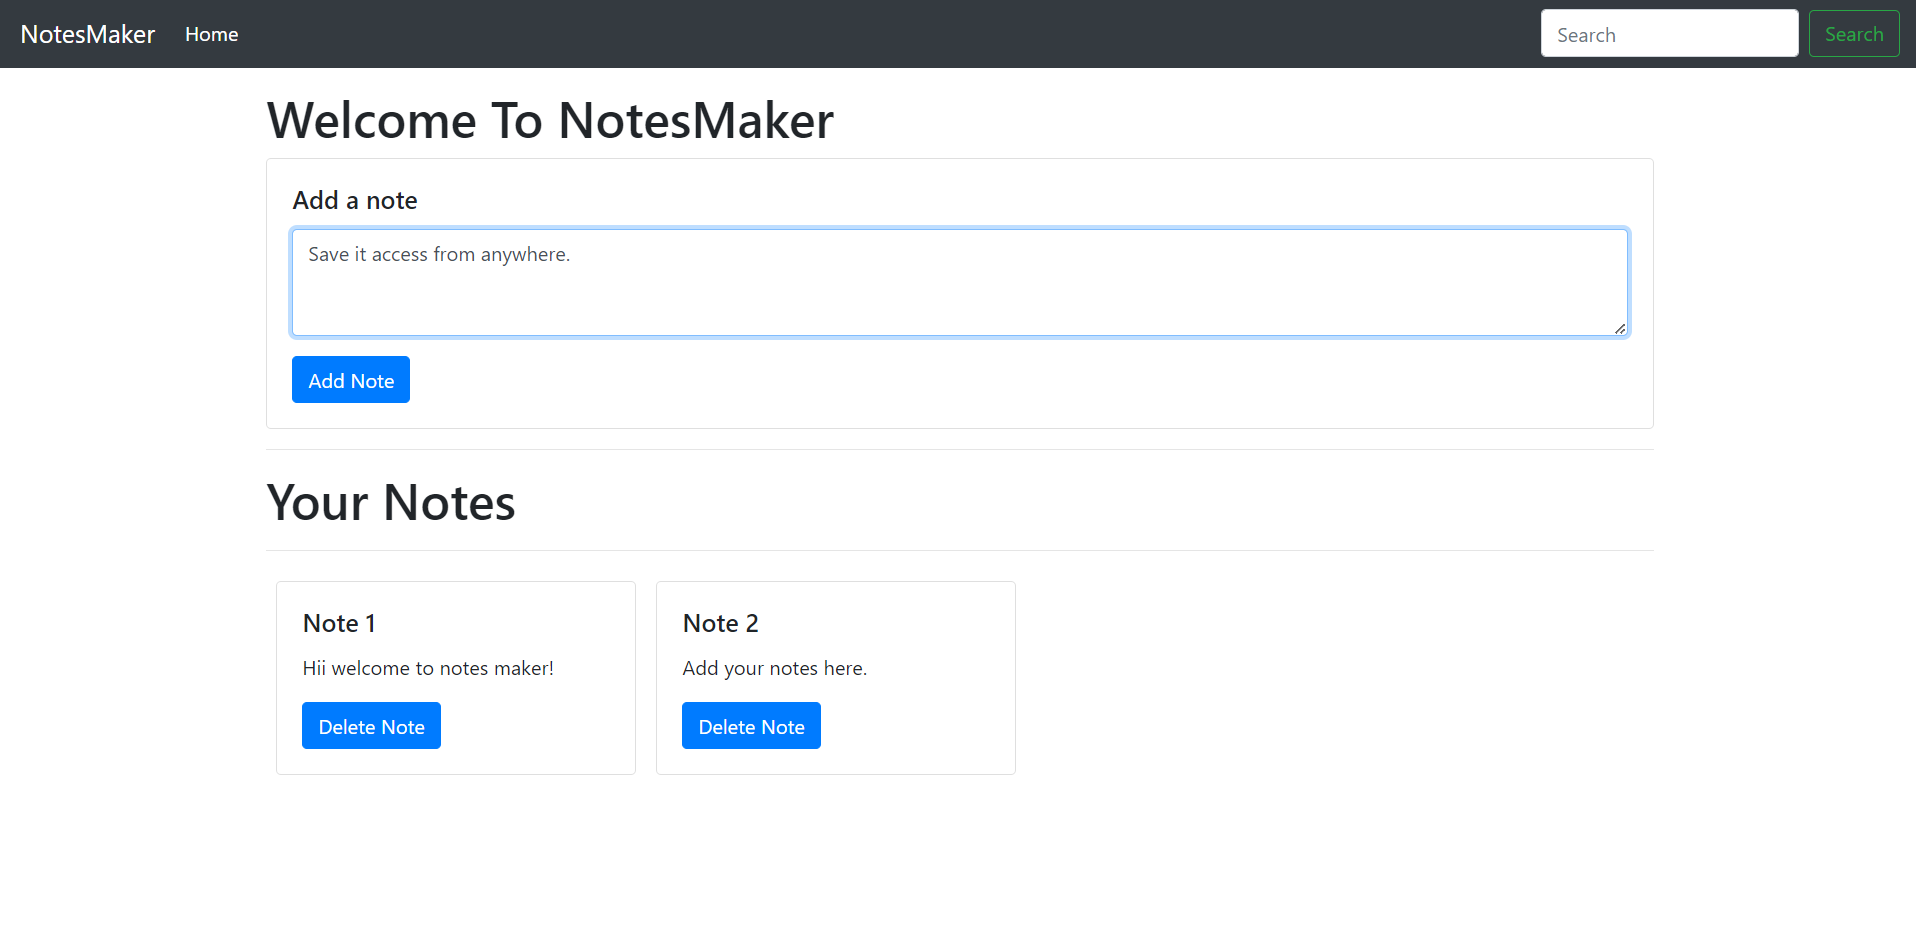 NotesMaker Home Search Search
Welcome To NotesMaker
Add a note
Save it access from anywhere.
Add Note
Your Notes
Note 1
Hii welcome to notes maker!
Delete Note
Note 2
Add your notes here.
Delete Note